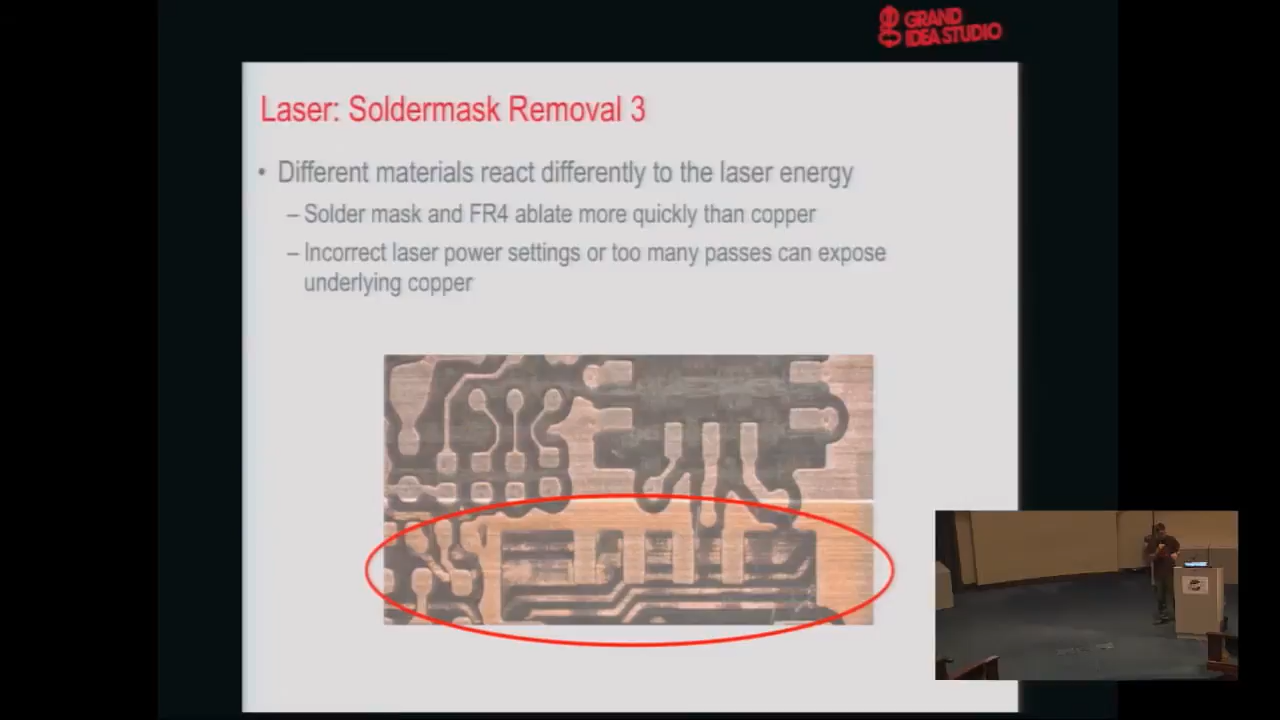 GRAND
IDEA STUDIO
Laser: Soldermask Removal 3
• Different materials react differently to the laser energy
– Solder mask and FR4 ablate more quickly than copper
– Incorrect laser power settings or too many passes can expose
underlying copper